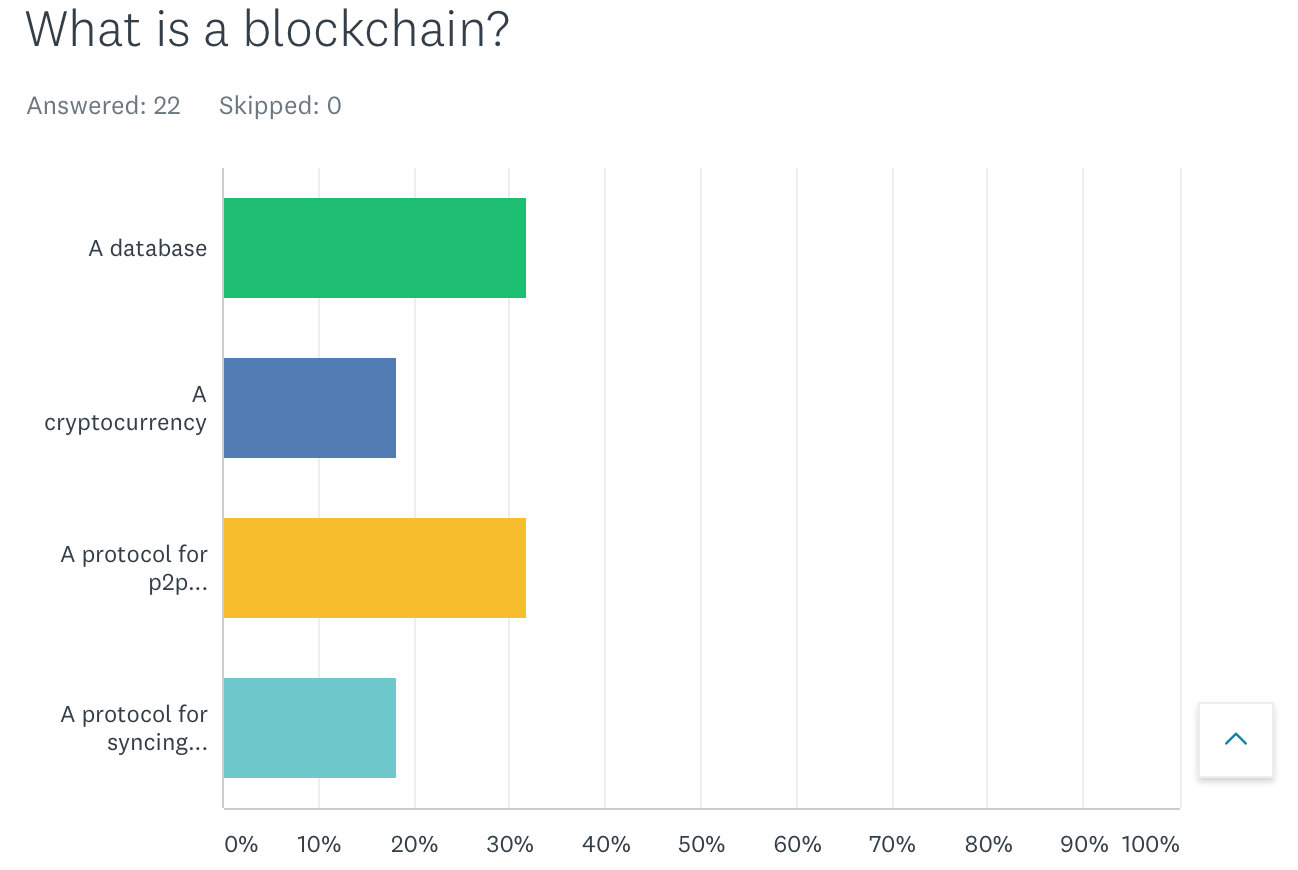 What is a blockchain?
Answered: 22 Skipped: 0
A database
A
cryptocurrency
A protocol for
p2p...
A protocol for
syncing...
0% 10% 20% 30% 40% 50% 60% 70% 80% 90% 100%